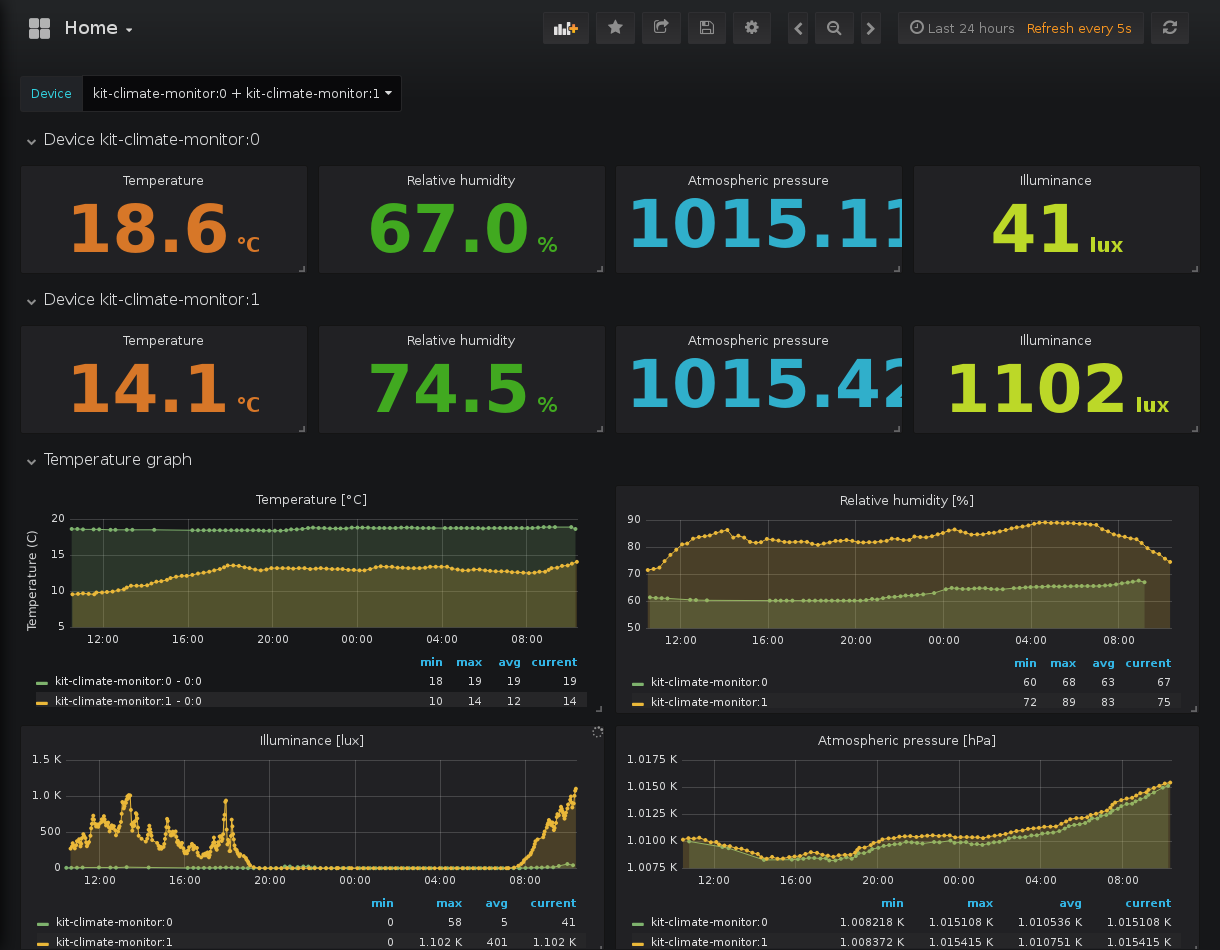 Home
Last 24 hours Refresh every 5s
Device kit-climate-monitor:0 + kit-climate-monitor:1
Device kit-climate-monitor:0
Temperature Relative humidity Atmospheric pressure Illuminance
18.6 °C 67.0 % 1015.11 41 lux
Device kit-climate-monitor:1
Temperature Relative humidity Atmospheric pressure Illuminance
14.1 °C 74.5 % 1015.42 1102 lux
Temperature graph
Temperature [°C]
Temperature (C)
20
15
10
5
12:00 16:00 20:00 00:00 04:00 08:00
min max avg current
kit-climate-monitor:0 - 0:0 18 19 19 19
kit-climate-monitor:1 - 0:0 10 14 12 14
Relative humidity [%]
90
80
70
60
50
12:00 16:00 20:00 00:00 04:00 08:00
min max avg current
kit-climate-monitor:0 60 68 63 67
kit-climate-monitor:1 72 89 83 75
Illuminance [lux]
1.5 K
1.0 K
500
0
12:00 16:00 20:00 00:00 04:00 08:00
min max avg current
kit-climate-monitor:0 0 58 5 41
kit-climate-monitor:1 0 1.102 K 401 1.102 K
Atmospheric pressure [hPa]
1.0175 K
1.0150 K
1.0125 K
1.0100 K
1.0075 K
12:00 16:00 20:00 00:00 04:00 08:00
min max avg current
kit-climate-monitor:0 1.008218 K 1.015108 K 1.010536 K 1.015108 K
kit-climate-monitor:1 1.008372 K 1.015415 K 1.010751 K 1.015415 K